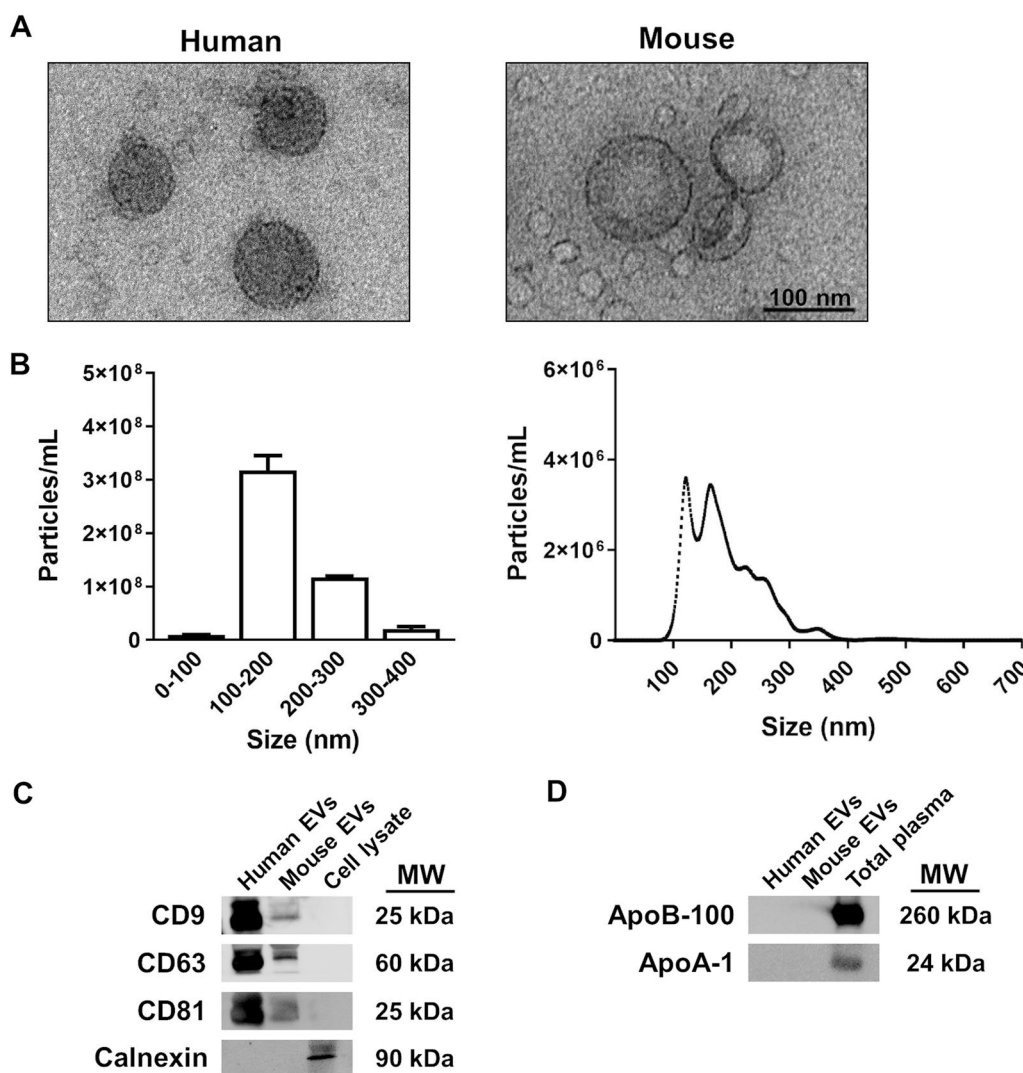 A
Human
Mouse
100 nm
B
Particles/mL
5×10⁸
4×10⁸
3×10⁸
2×10⁸
1×10⁸
0
0-100
100-200
200-300
300-400
Size (nm)
Particles/mL
6×10⁶
4×10⁶
2×10⁶
0
100
200
300
400
500
600
700
Size (nm)
C
Human EVs
Mouse EVs
Cell lysate
MW
CD9
25 kDa
CD63
60 kDa
CD81
25 kDa
Calnexin
90 kDa
D
Human EVs
Mouse EVs
Total plasma
MW
ApoB-100
260 kDa
ApoA-1
24 kDa